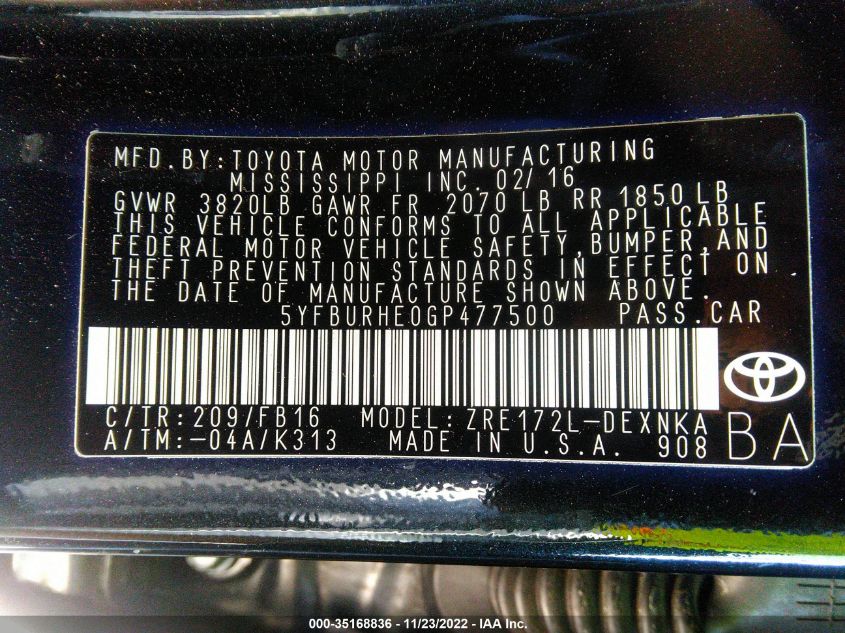 MFD.BY:TOYOTA MOTOR MANUFACTURING
MISSISSIPPI INC. 02/16
GVWR 3820LB GAWR FR 2070 LB RR 1850 LB
THIS VEHICLE CONFORMS TO ALL APPLICABLE
FEDERAL MOTOR VEHICLE SAFETY,BUMPER,AND
THEFT PREVENTION STANDARDS IN EFFECT ON
THE DATE OF MANUFACTURE SHOWN ABOVE.
5YFBURHE0GP477500 PASS.CAR
C/TR:209/FB16 MODEL:ZRE172L-DEXNKA
A/TM:-04A/K313 MADE IN U.S.A. 908 BA
000-35168836 - 11/23/2022 - IAA Inc.